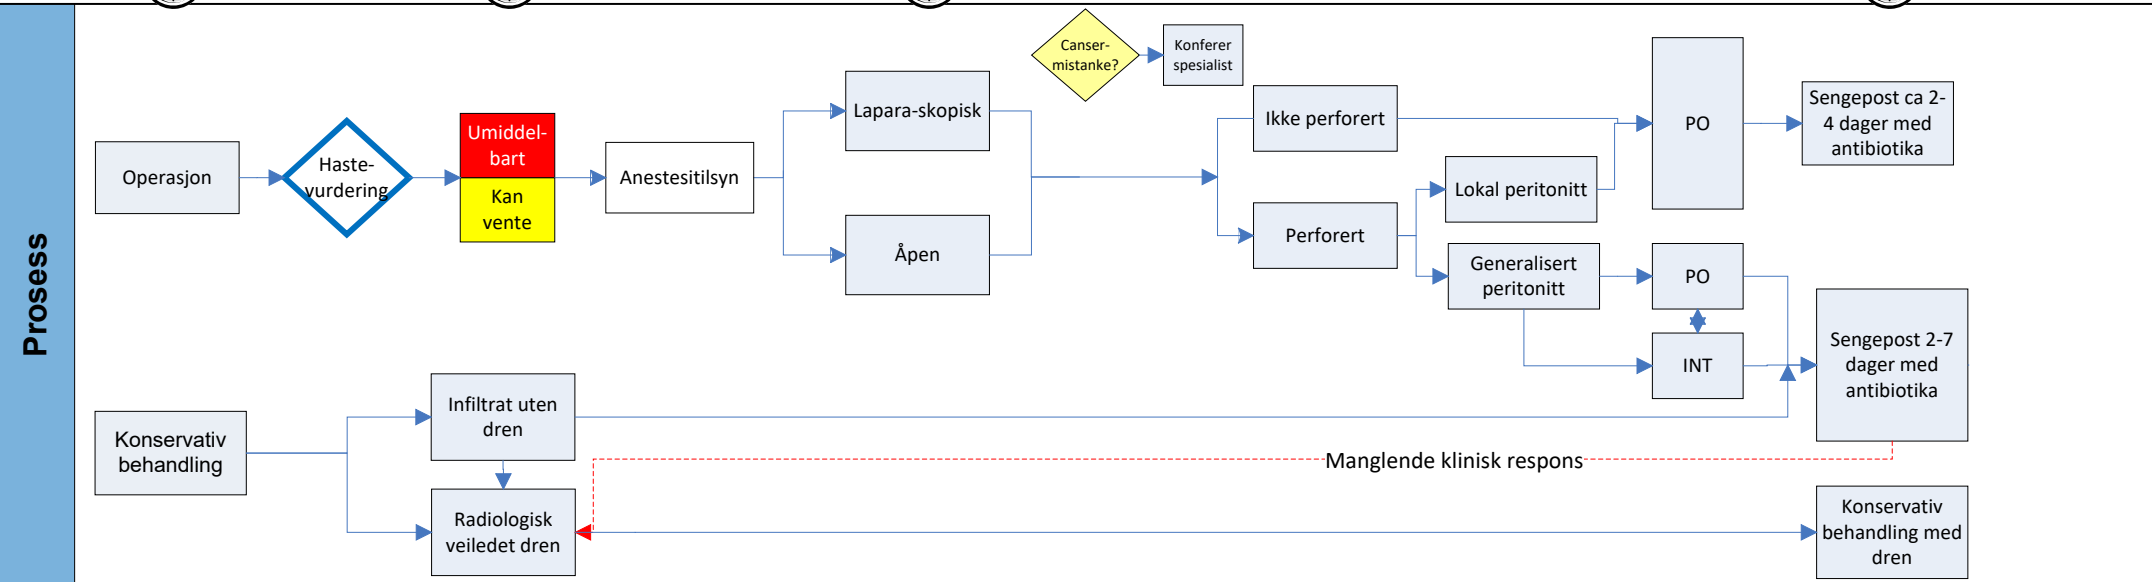 Prosess
Operasjon
Haste-
vurdering
Umiddel-
bart
Kan
vente
Anestesitilsyn
Lapara-skopisk
Åpen
Canser-
mistanke?
Konferer
spesialist
Ikke perforert
Perforert
Lokal peritonitt
Generalisert
peritonitt
PO
PO
INT
Sengepost ca 2-
4 dager med
antibiotika
Sengepost 2-7
dager med
antibiotika
Konservativ
behandling
Infiltrat uten
dren
Radiologisk
veiledet dren
Manglende klinisk respons
Konservativ
behandling med
dren